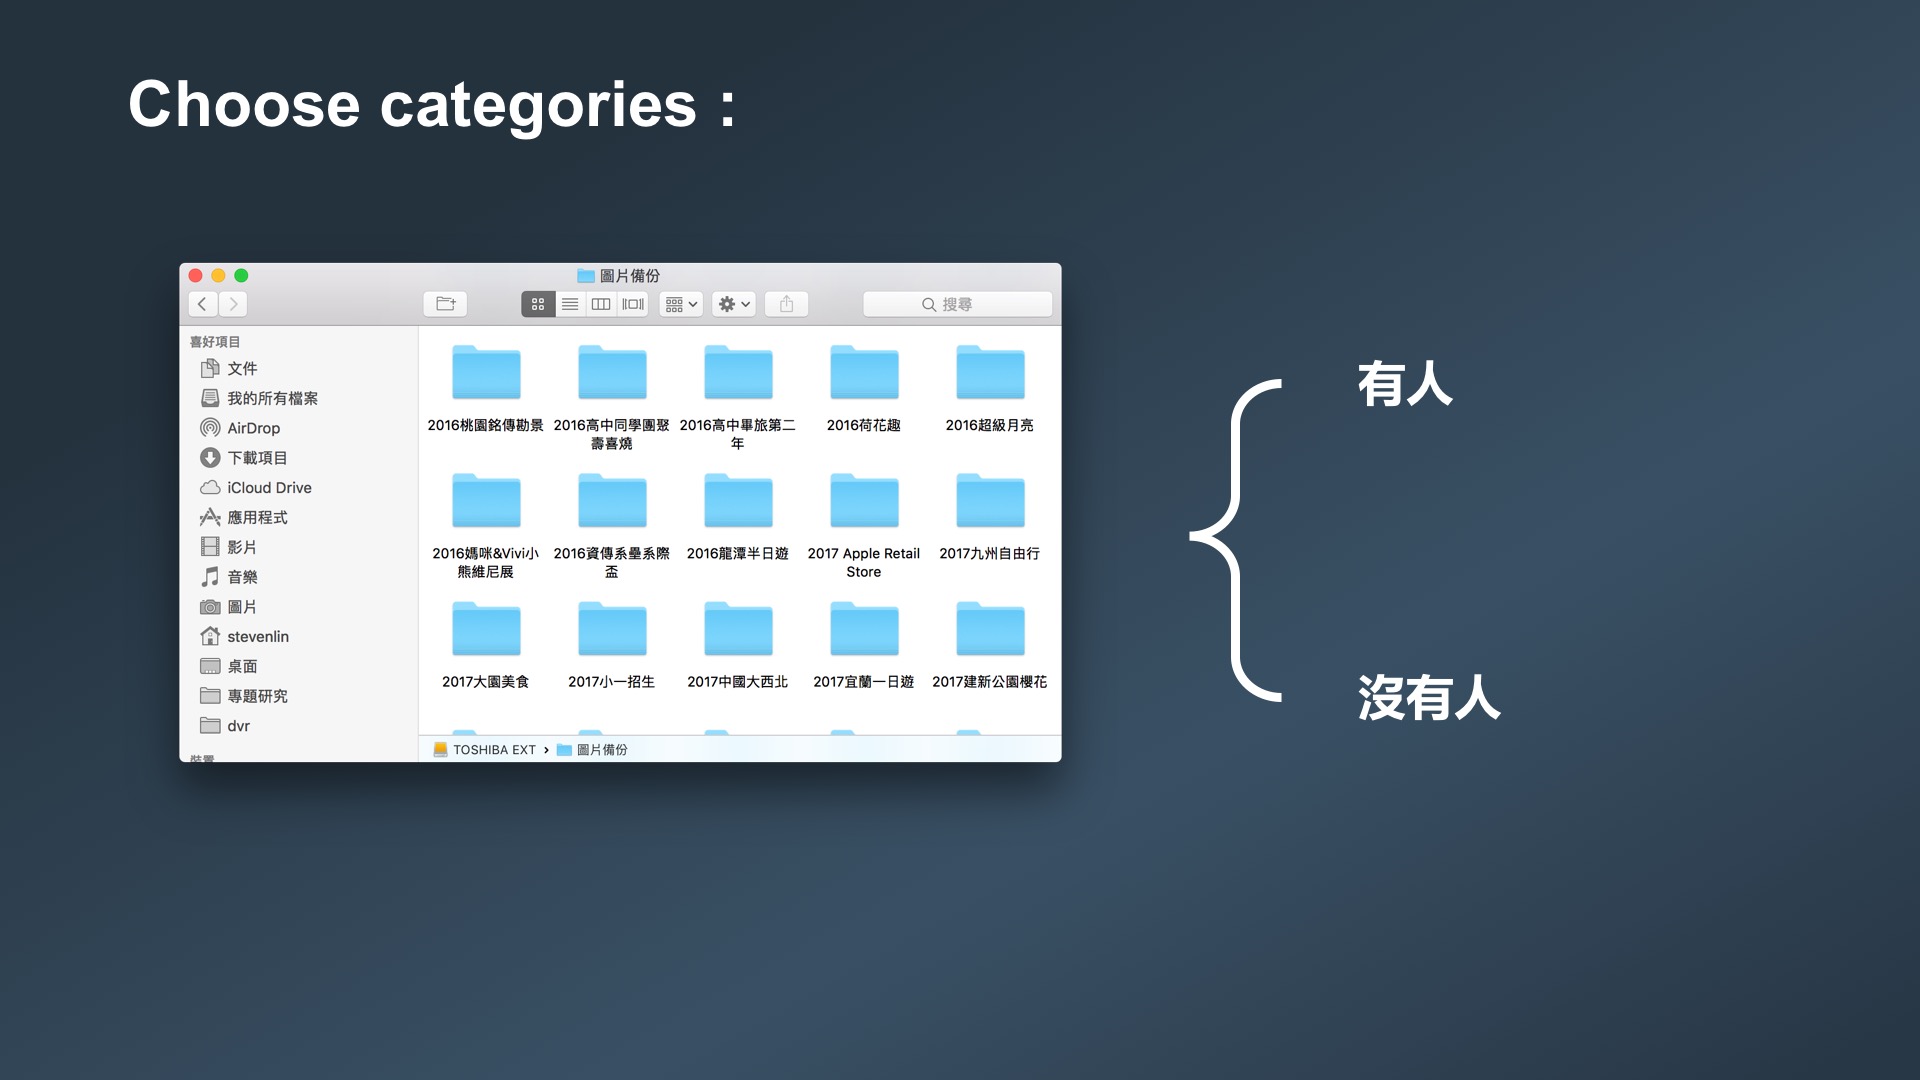 Choose categories：
圖片備份
搜尋
喜好項目
文件
我的所有檔案
AirDrop
下載項目
iCloud Drive
應用程式
影片
音樂
圖片
stevenlin
桌面
專題研究
dvr
裝置
2016桃園銘傳勘景
2016高中同學團聚
壽喜燒
2016高中畢旅第二
年
2016荷花趣
2016超級月亮
2016媽咪&Vivi小
熊維尼展
2016資傳系壘系際
盃
2016龍潭半日遊
2017 Apple Retail
Store
2017九州自由行
2017大園美食
2017小一招生
2017中國大西北
2017宜蘭一日遊
2017建新公園櫻花
TOSHIBA EXT › 圖片備份
有人
沒有人